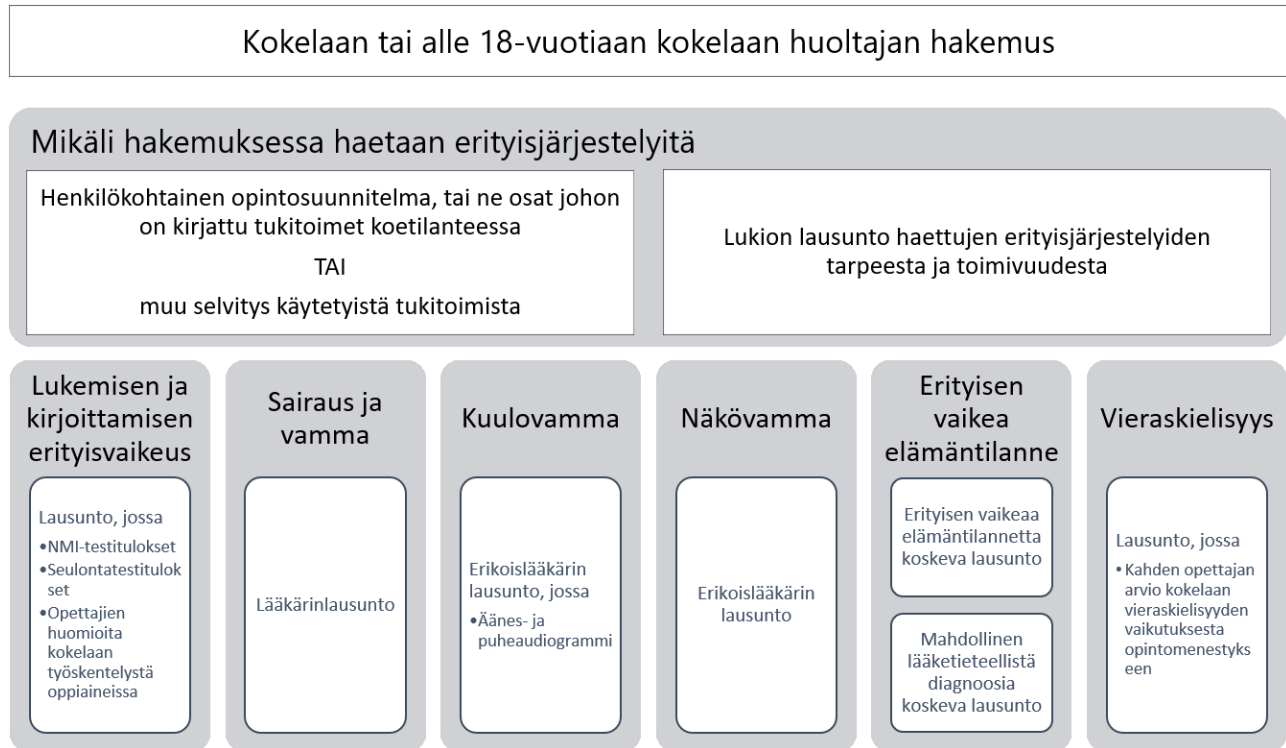 Kokelaan tai alle 18-vuotiaan kokelaan huoltajan hakemus
Mikäli hakemuksessa haetaan erityisjärjestelyitä
Henkilökohtainen opintosuunnitelma, tai ne osat johon
on kirjattu tukitoimet koetilanteessa
TAI
muu selvitys käytetyistä tukitoimista
Lukion lausunto haettujen erityisjärjestelyiden
tarpeesta ja toimivuudesta
Lukemisen ja
kirjoittamisen
erityisvaikeus
Lausunto, jossa
•NMI-testitulokset
•Seulontatestitulok
set
•Opettajien
huomioita
kokelaan
työskentelystä
oppiaineissa
Sairaus ja
vamma
Lääkärinlausunto
Kuulovamma
Erikoislääkärin
lausunto, jossa
•Äänes- ja
puheaudiogrammi
Näkövamma
Erikoislääkärin
lausunto
Erityisen
vaikea
elämäntilanne
Erityisen vaikeaa
elämäntilannetta
koskeva lausunto
Mahdollinen
lääketieteellistä
diagnoosia
koskeva lausunto
Vieraskielisyys
Lausunto, jossa
• Kahden opettajan
arvio kokelaan
vieraskielisyyden
vaikutuksesta
opintomenestyks
een